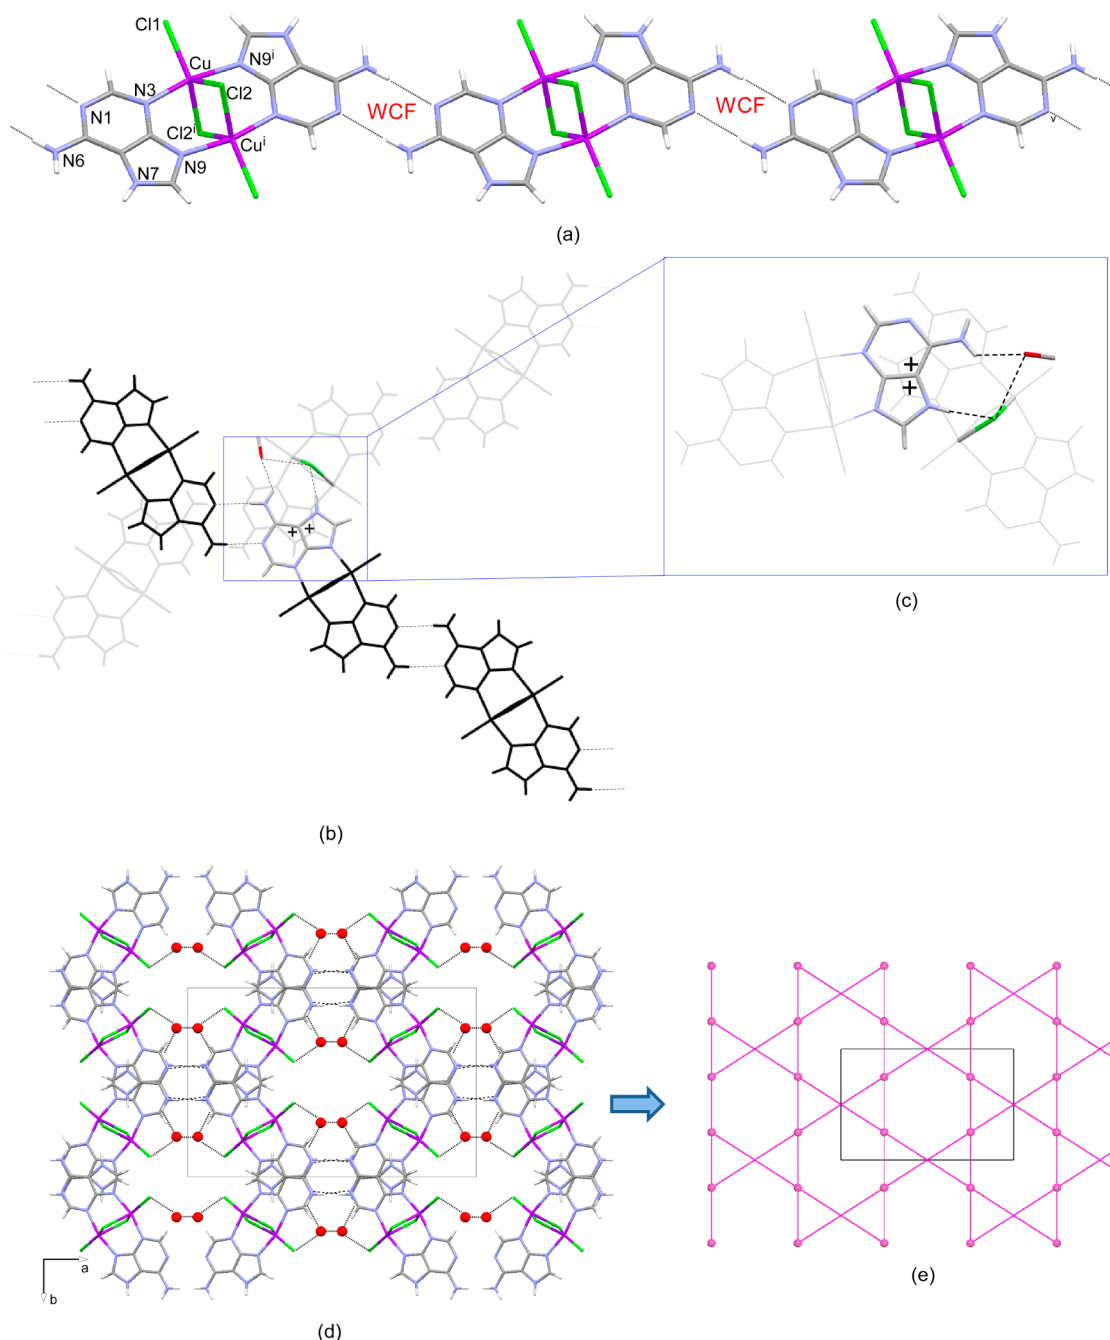 Cl1
Cu
N9ⁱ
N3
Cl2
N1
WCF
WCF
Cl2ⁱ
Cuⁱ
N6
N7
N9
v
(a)
+
+
(c)
+ +
(b)
a
b
(d)
(e)